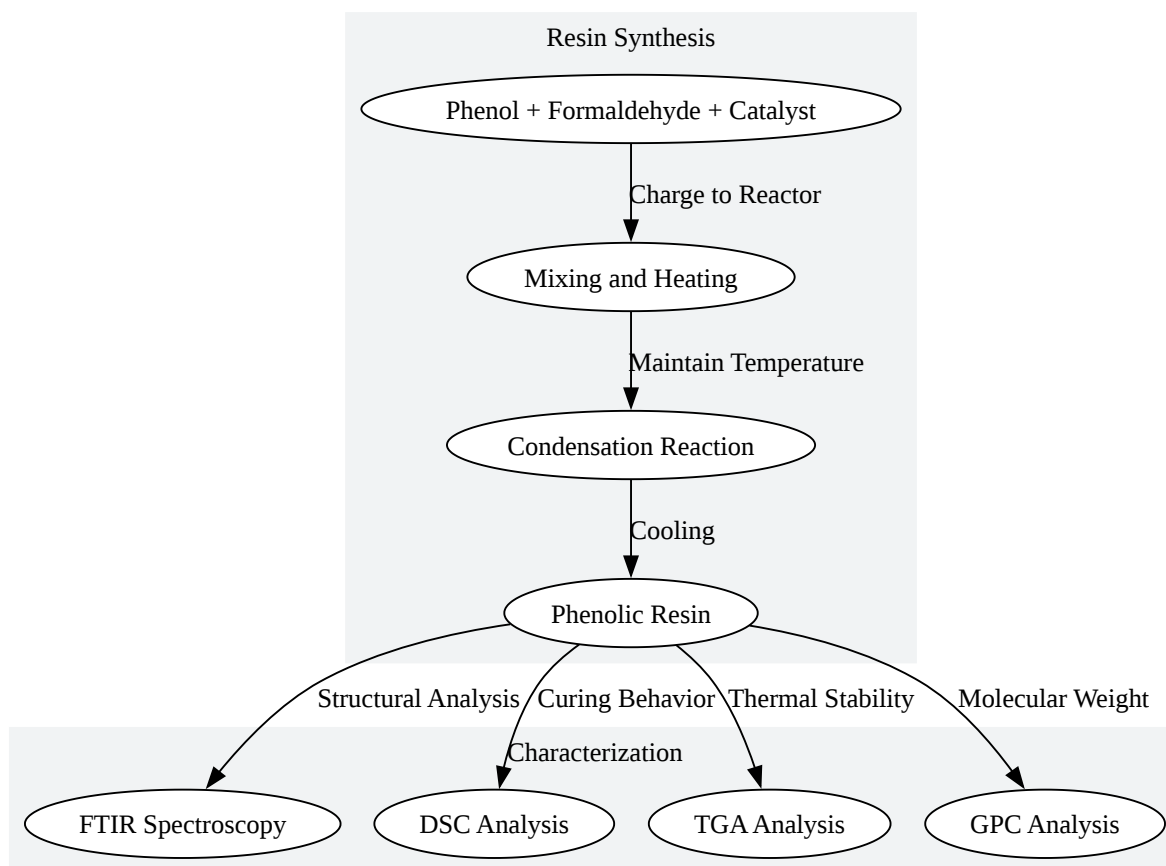 Resin Synthesis
Phenol + Formaldehyde + Catalyst
Charge to Reactor
Mixing and Heating
Maintain Temperature
Condensation Reaction
Cooling
Phenolic Resin
Structural Analysis
Curing Behavior
Thermal Stability
Molecular Weight
Characterization
FTIR Spectroscopy
DSC Analysis
TGA Analysis
GPC Analysis